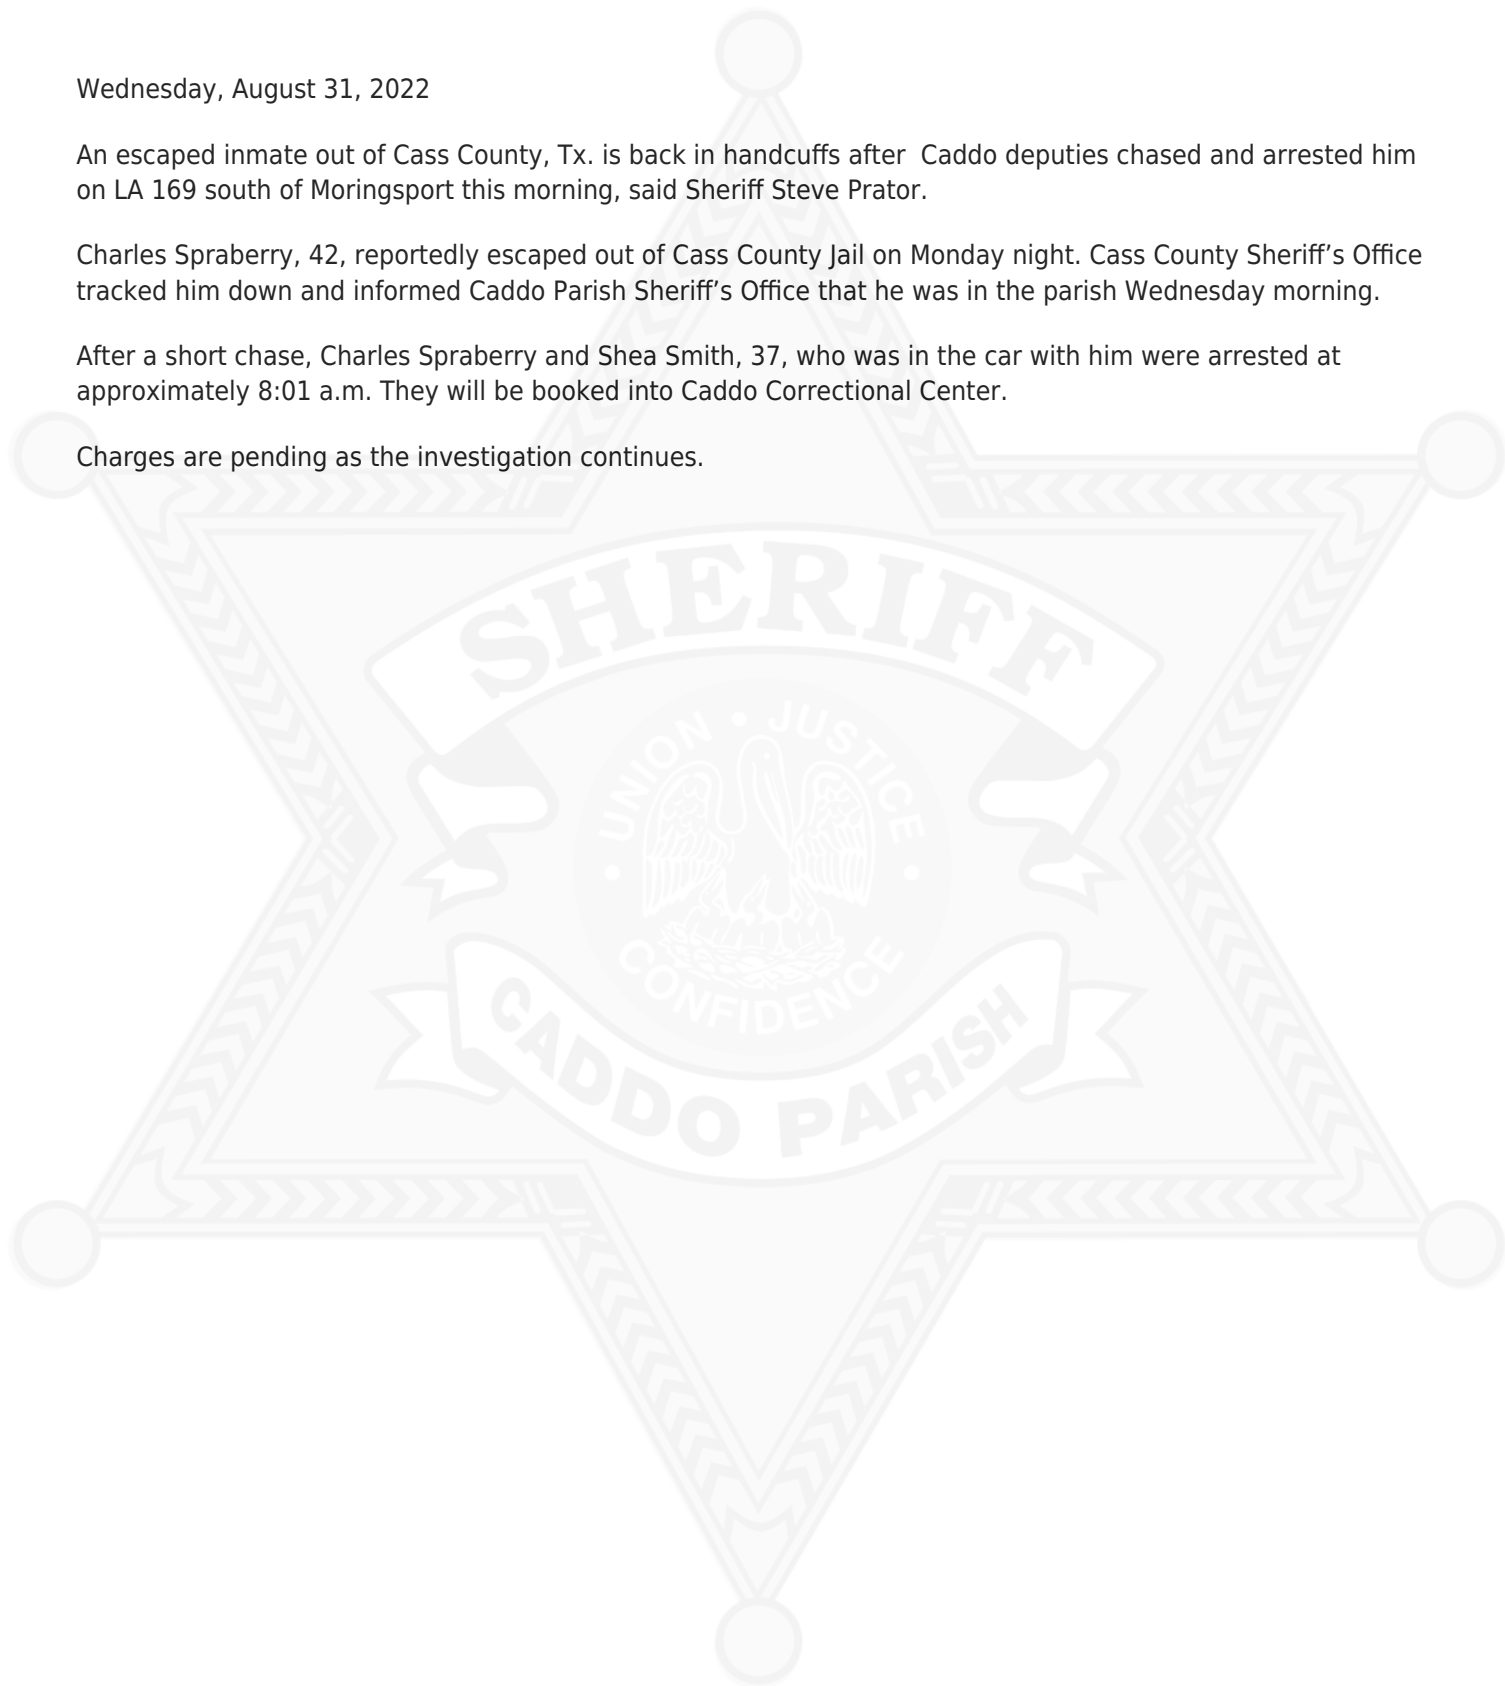 Wednesday, August 31, 2022
An escaped inmate out of Cass County, Tx. is back in handcuffs after  Caddo deputies chased and arrested him
on LA 169 south of Moringsport this morning, said Sheriff Steve Prator.
Charles Spraberry, 42, reportedly escaped out of Cass County Jail on Monday night. Cass County Sheriff’s Office
tracked him down and informed Caddo Parish Sheriff’s Office that he was in the parish Wednesday morning.
After a short chase, Charles Spraberry and Shea Smith, 37, who was in the car with him were arrested at
approximately 8:01 a.m. They will be booked into Caddo Correctional Center.
Charges are pending as the investigation continues.
SHERIFF
UNION • JUSTICE
• CONFIDENCE •
CADDO PARISH